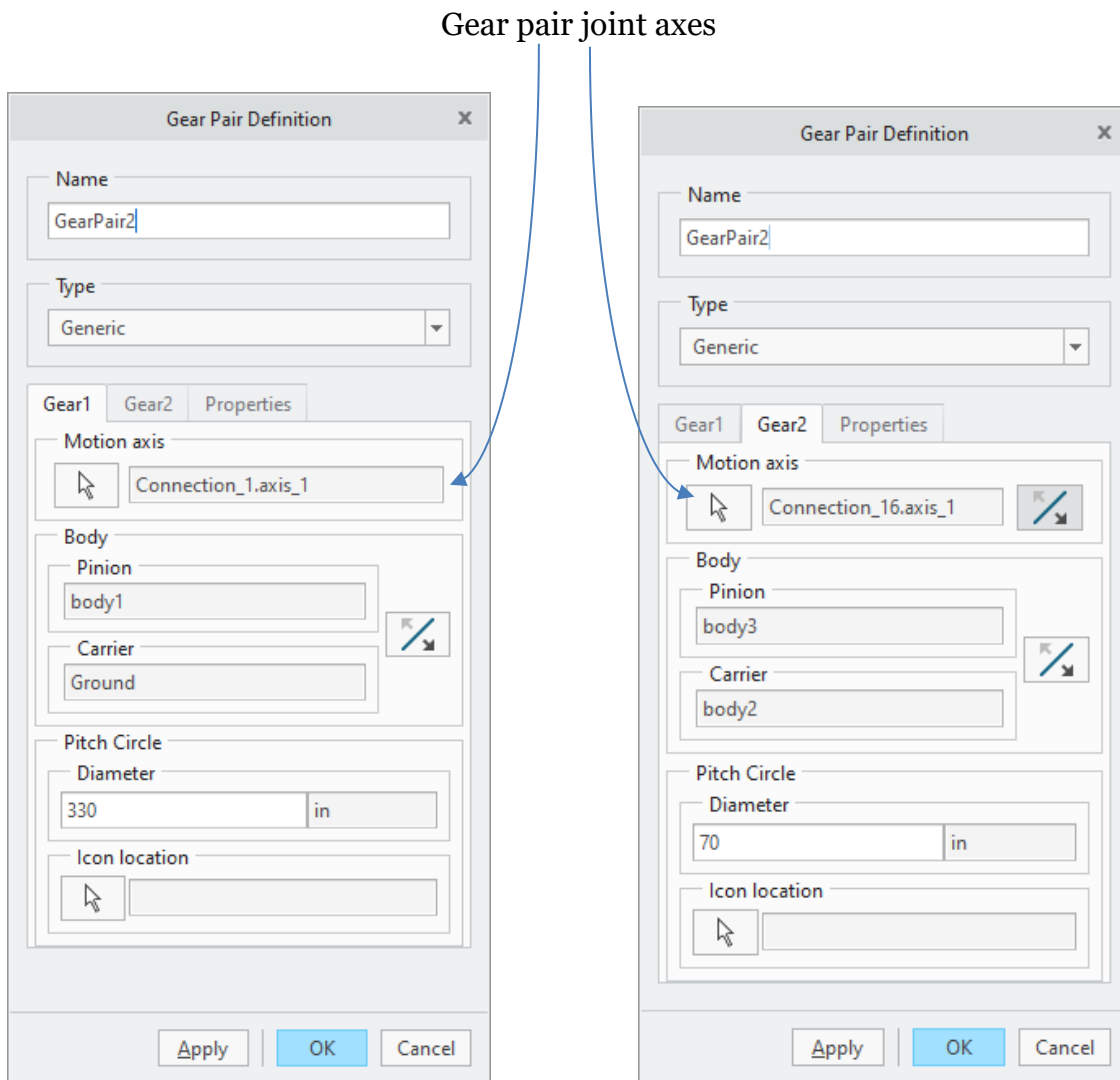 Gear pair joint axes
Gear Pair Definition x
Name
GearPair2
Type
Generic
Gear1 Gear2 Properties
Motion axis
Connection_1.axis_1
Body
Pinion
body1
Carrier
Ground
Pitch Circle
Diameter
330 in
Icon location
Apply OK Cancel
Gear Pair Definition x
Name
GearPair2
Type
Generic
Gear1 Gear2 Properties
Motion axis
Connection_16.axis_1
Body
Pinion
body3
Carrier
body2
Pitch Circle
Diameter
70 in
Icon location
Apply OK Cancel